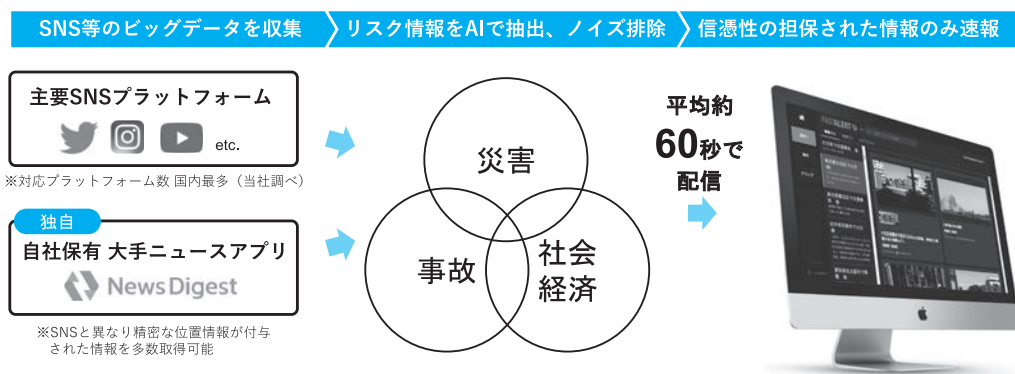 SNS等のビッグデータを収集
リスク情報をAIで抽出、ノイズ排除
信憑性の担保された情報のみ速報
主要SNSプラットフォーム
etc.
※対応プラットフォーム数 国内最多（当社調べ）
独自
自社保有 大手ニュースアプリ
NewsDigest
※SNSと異なり精密な位置情報が付与
された情報を多数取得可能
災害
事故
社会
経済
平均約
60秒で
配信